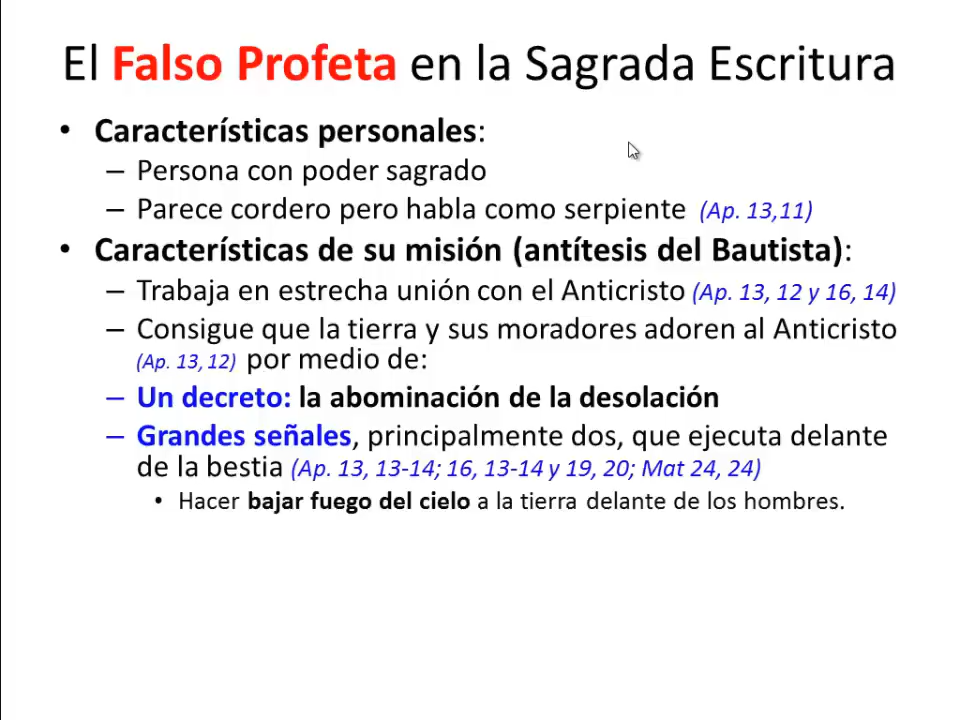 El Falso Profeta en la Sagrada Escritura
• Características personales:
– Persona con poder sagrado
– Parece cordero pero habla como serpiente (Ap. 13,11)
• Características de su misión (antítesis del Bautista):
– Trabaja en estrecha unión con el Anticristo (Ap. 13, 12 y 16, 14)
– Consigue que la tierra y sus moradores adoren al Anticristo
(Ap. 13, 12) por medio de:
– Un decreto: la abominación de la desolación
– Grandes señales, principalmente dos, que ejecuta delante
de la bestia (Ap. 13, 13-14; 16, 13-14 y 19, 20; Mat 24, 24)
• Hacer bajar fuego del cielo a la tierra delante de los hombres.